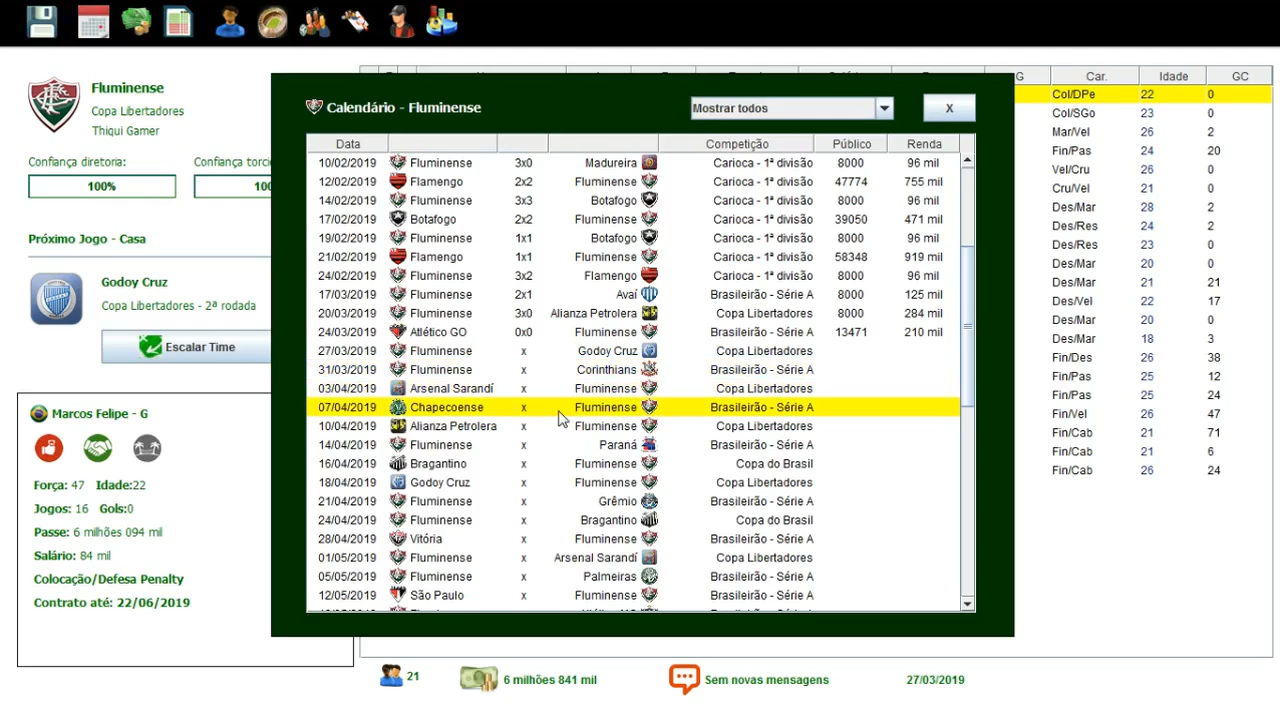 Fluminense
Copa Libertadores
Thiqui Gamer
Confiança diretoria:
Confiança torci
100%
100
Próximo Jogo - Casa
Godoy Cruz
Copa Libertadores - 2ª rodada
Escalar Time
Marcos Felipe - G
Força: 47 Idade:22
Jogos: 16 Gols:0
Passe: 6 milhões 094 mil
Salário: 84 mil
Colocação/Defesa Penalty
Contrato até: 22/06/2019
Calendário - Fluminense
Mostrar todos
X
Data Competição Público Renda
10/02/2019 Fluminense 3x0 Madureira Carioca - 1ª divisão 8000 96 mil
12/02/2019 Flamengo 2x2 Fluminense Carioca - 1ª divisão 47774 755 mil
14/02/2019 Fluminense 3x3 Botafogo Carioca - 1ª divisão 8000 96 mil
17/02/2019 Botafogo 2x2 Fluminense Carioca - 1ª divisão 39050 471 mil
19/02/2019 Fluminense 1x1 Botafogo Carioca - 1ª divisão 8000 96 mil
21/02/2019 Flamengo 1x1 Fluminense Carioca - 1ª divisão 58348 919 mil
24/02/2019 Fluminense 3x2 Flamengo Carioca - 1ª divisão 8000 96 mil
17/03/2019 Fluminense 2x1 Avaí Brasileirão - Série A 8000 125 mil
20/03/2019 Fluminense 3x0 Alianza Petrolera Copa Libertadores 8000 284 mil
24/03/2019 Atlético GO 0x0 Fluminense Brasileirão - Série A 13471 210 mil
27/03/2019 Fluminense x Godoy Cruz Copa Libertadores
31/03/2019 Fluminense x Corinthians Brasileirão - Série A
03/04/2019 Arsenal Sarandí x Fluminense Copa Libertadores
07/04/2019 Chapecoense x Fluminense Brasileirão - Série A
10/04/2019 Alianza Petrolera x Fluminense Copa Libertadores
14/04/2019 Fluminense x Paraná Brasileirão - Série A
16/04/2019 Bragantino x Fluminense Copa do Brasil
18/04/2019 Godoy Cruz x Fluminense Copa Libertadores
21/04/2019 Fluminense x Grêmio Brasileirão - Série A
24/04/2019 Fluminense x Bragantino Copa do Brasil
28/04/2019 Vitória x Fluminense Brasileirão - Série A
01/05/2019 Fluminense x Arsenal Sarandí Copa Libertadores
05/05/2019 Fluminense x Palmeiras Brasileirão - Série A
12/05/2019 São Paulo x Fluminense Brasileirão - Série A
G Car. Idade GC
Col/DPe 22 0
Col/SGo 23 0
Mar/Vel 26 2
Fin/Pas 24 20
Vel/Cru 26 0
Cru/Vel 21 0
Des/Mar 28 2
Des/Res 24 2
Des/Res 23 0
Des/Mar 20 0
Des/Mar 21 21
Des/Vel 22 17
Des/Mar 20 0
Des/Mar 18 3
Fin/Des 26 38
Fin/Pas 25 12
Fin/Pas 25 24
Fin/Vel 26 47
Fin/Cab 21 71
Fin/Cab 21 6
Fin/Cab 26 24
21
6 milhões 841 mil
Sem novas mensagens
27/03/2019